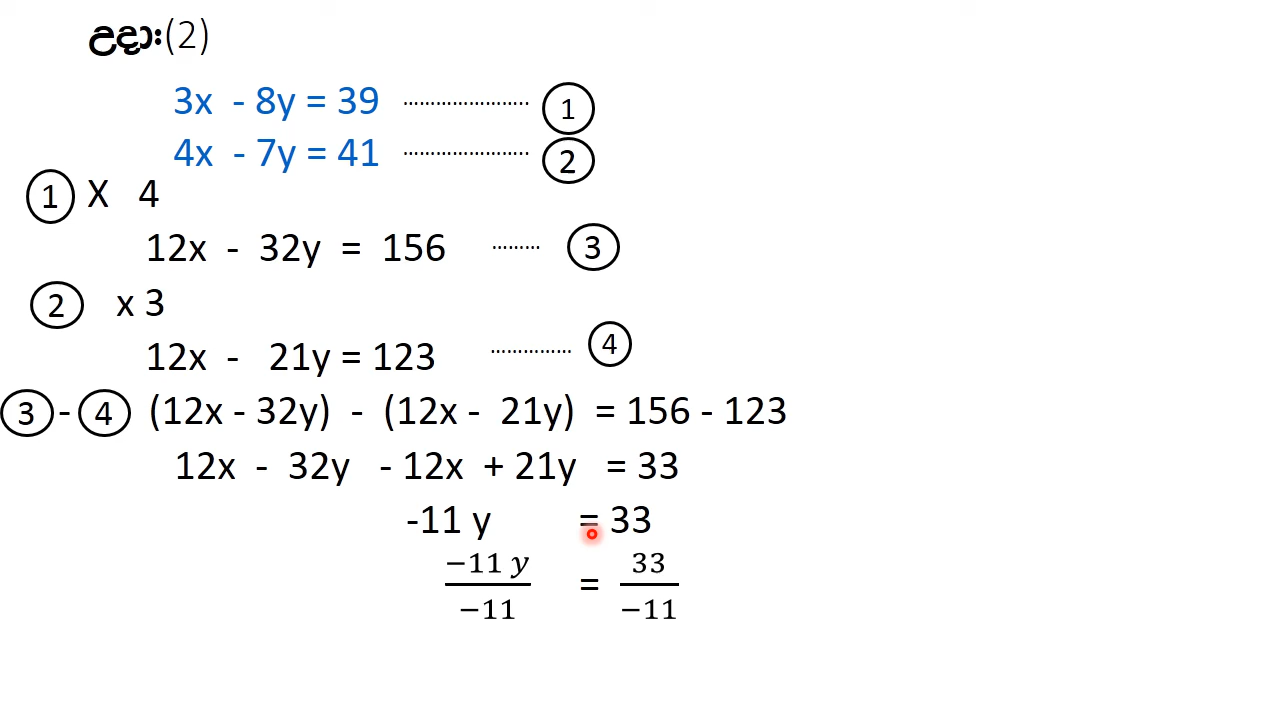 උදාඃ(2)
3x - 8y = 39 ....................... 1
4x - 7y = 41 ....................... 2
1 X 4
12x - 32y = 156 ......... 3
2 x 3
12x - 21y = 123 ............... 4
3 - 4 (12x - 32y) - (12x - 21y) = 156 - 123
12x - 32y - 12x + 21y = 33
-11 y = 33
−11 y / −11 = 33 / −11